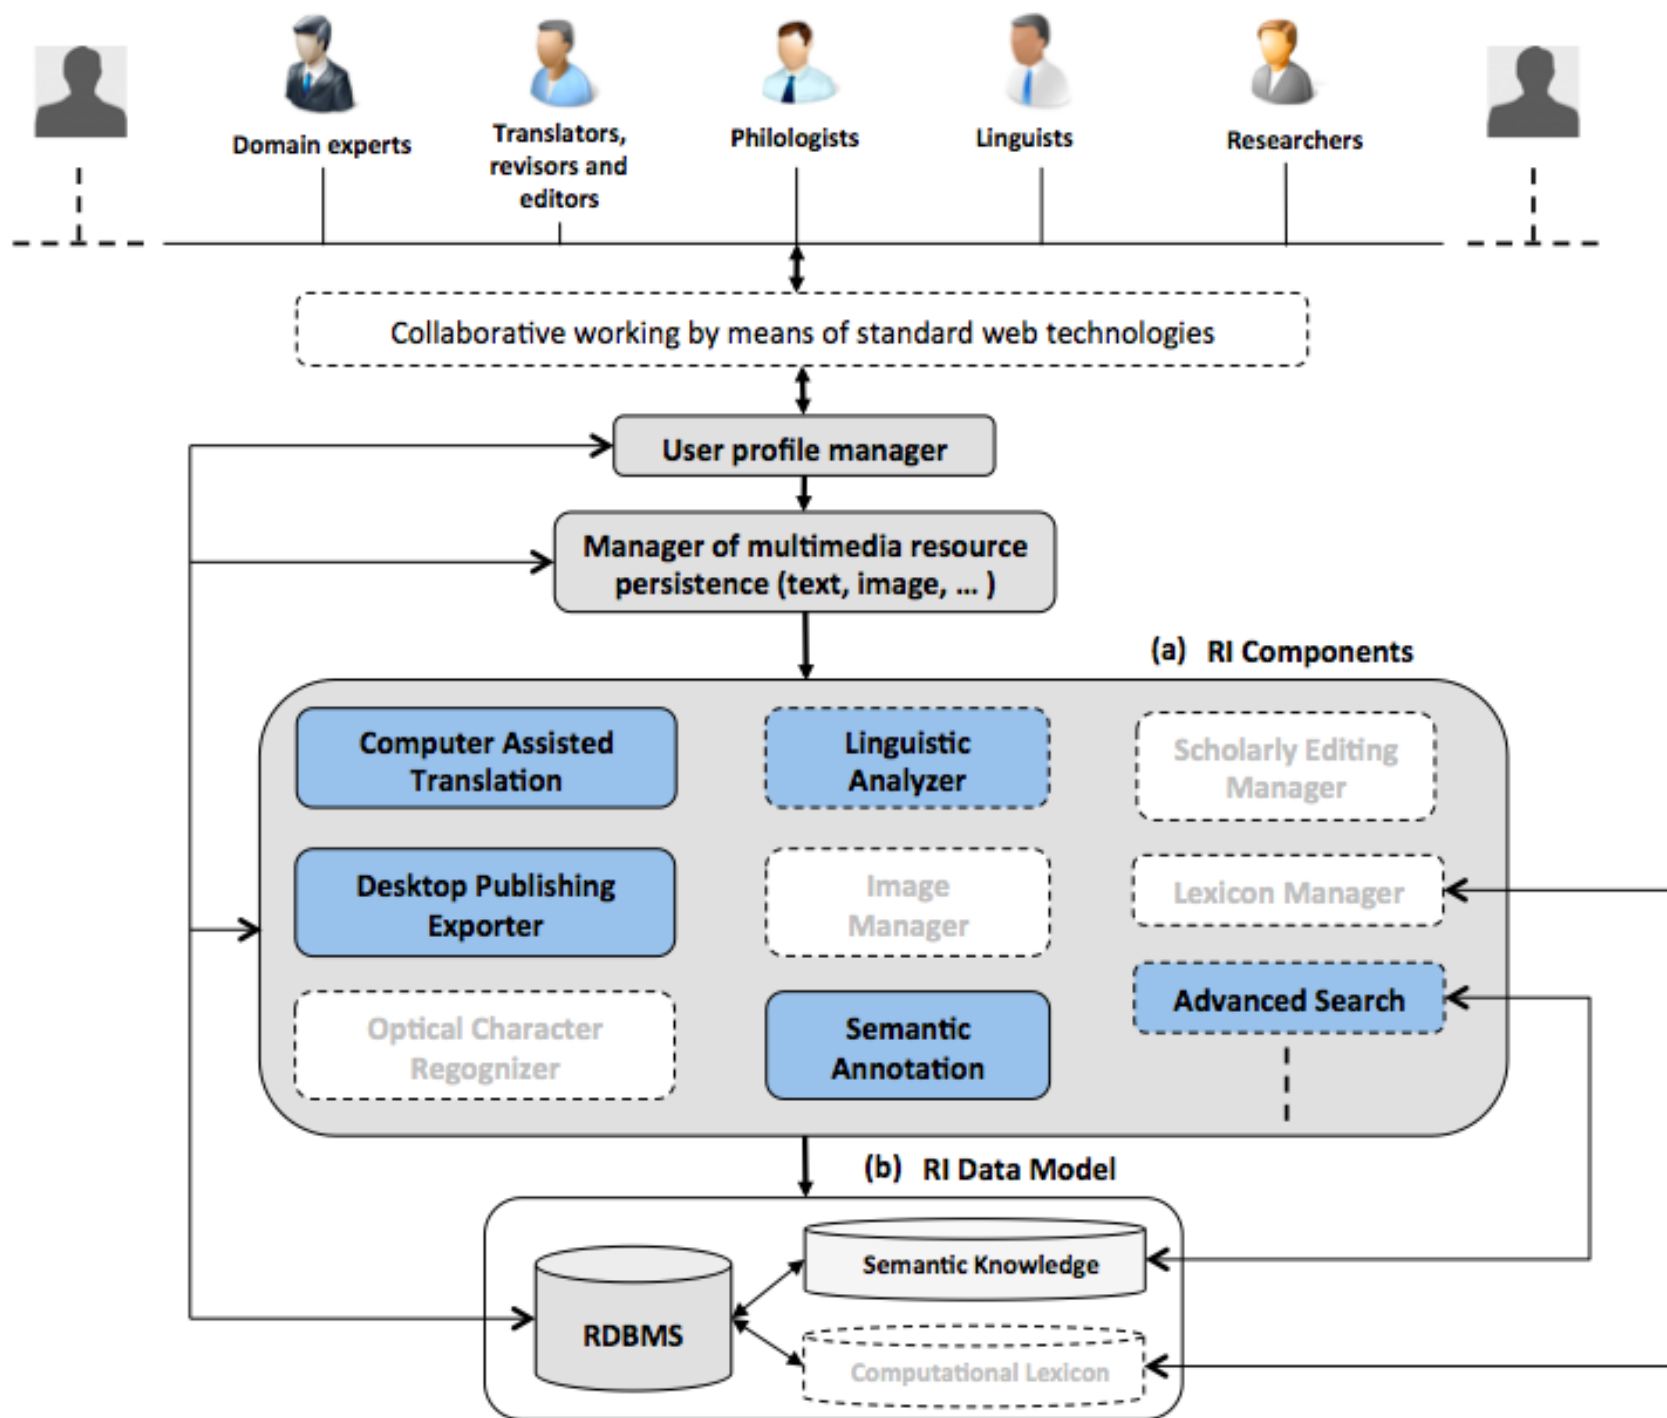 Domain experts
Translators,
revisors and
editors
Philologists
Linguists
Researchers
Collaborative working by means of standard web technologies
User profile manager
Manager of multimedia resource
persistence (text, image, ... )
(a) RI Components
Computer Assisted
Translation
Linguistic
Analyzer
Scholarly Editing
Manager
Desktop Publishing
Exporter
Image
Manager
Lexicon Manager
Optical Character
Regognizer
Semantic
Annotation
Advanced Search
(b) RI Data Model
RDBMS
Semantic Knowledge
Computational Lexicon